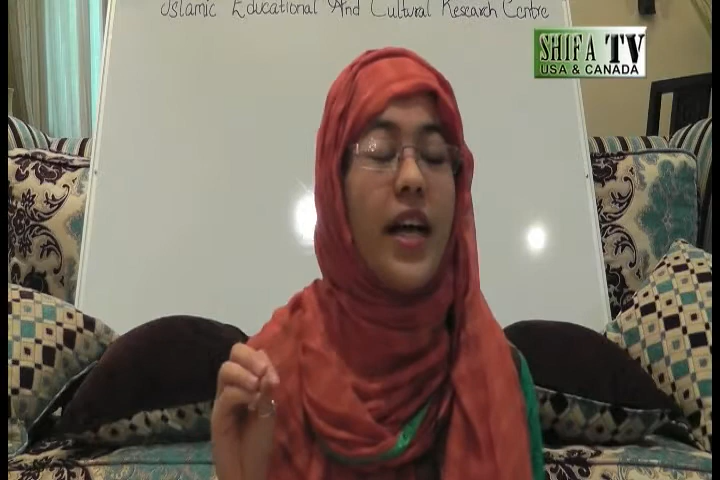 Islamic Educational And Cultural Research Centre
SHIFA TV
USA & CANADA